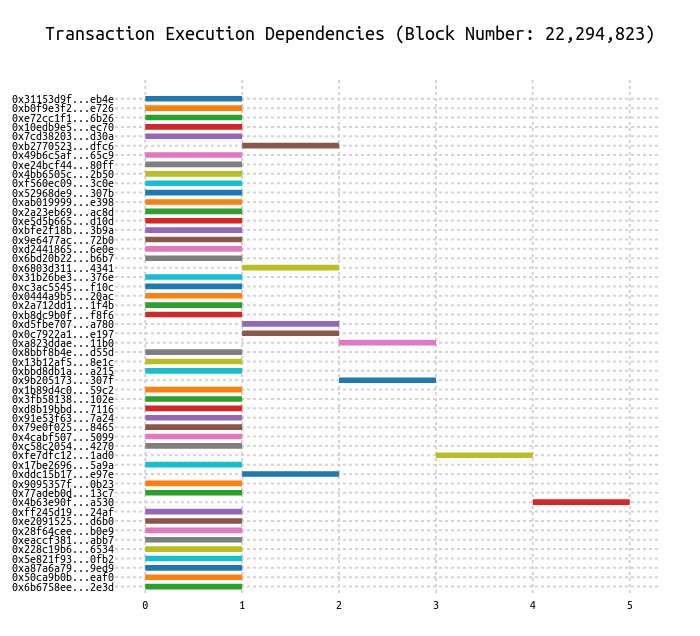 Transaction Execution Dependencies (Block Number: 22,294,823)
0x31153d9f...eb4e
0xb0f9e3f2...e726
0xe72cc1f1...6b26
0x10edb9e5...ec70
0x7cd38203...d30a
0xb2770523...dfc6
0x49b6c5af...65c9
0xe24bcf44...80ff
0x4bb6505c...2b50
0xf560ec09...3c0e
0x52968de9...307b
0xab019999...e398
0x2a23eb69...ac8d
0xe5d5b665...d10d
0xbfe2f18b...3b9a
0x9e6477ac...72b0
0xd2441865...6e0e
0x6bd20b22...b6b7
0x6803d311...4341
0x31b26be3...376e
0xc3ac5545...f10c
0x0444a9b5...20ac
0x2a712dd1...1f4b
0xb8dc9b0f...f8f6
0xd5fbe707...a780
0x0c7922a1...e197
0xa823ddae...11b0
0x8bbf8b4e...d55d
0x13b12af5...8e1c
0xbbd8db1a...a215
0x9b205173...307f
0x1b89d4c0...59c2
0x3fb58138...102e
0xd8b19bbd...7116
0x91e53f63...7a24
0x79e0f025...8465
0x4cabf507...5099
0xc58c2054...4270
0xfe7dfc12...1ad0
0x17be2696...5a9a
0xddc15b17...e97e
0x9095357f...0b23
0x77adeb0d...13c7
0x4b63e90f...a530
0xff245d19...24af
0xe2091525...d6b0
0x28f64cee...b0e9
0xeaccf381...abb7
0x228c19b6...6534
0x5e821f93...0fb2
0xa87a6a79...9ed9
0x50ca9b0b...eaf0
0x6b6758ee...2e3d
0 1 2 3 4 5